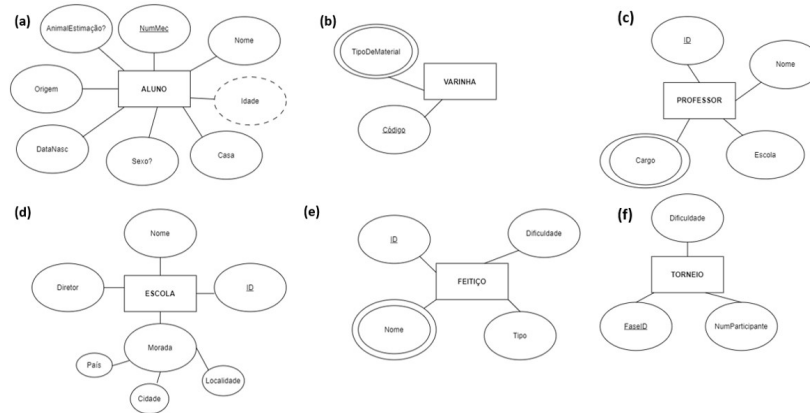 (a)
AnimalEstimação?
NumMec
Nome
Origem
ALUNO
Idade
DataNasc
Sexo?
Casa
(b)
TipoDeMaterial
VARINHA
Código
(c)
ID
Nome
PROFESSOR
Cargo
Escola
(d)
Nome
Diretor
ESCOLA
ID
Morada
País
Cidade
Localidade
(e)
ID
Dificuldade
FEITIÇO
Nome
Tipo
(f)
Dificuldade
TORNEIO
FaseID
NumParticipante